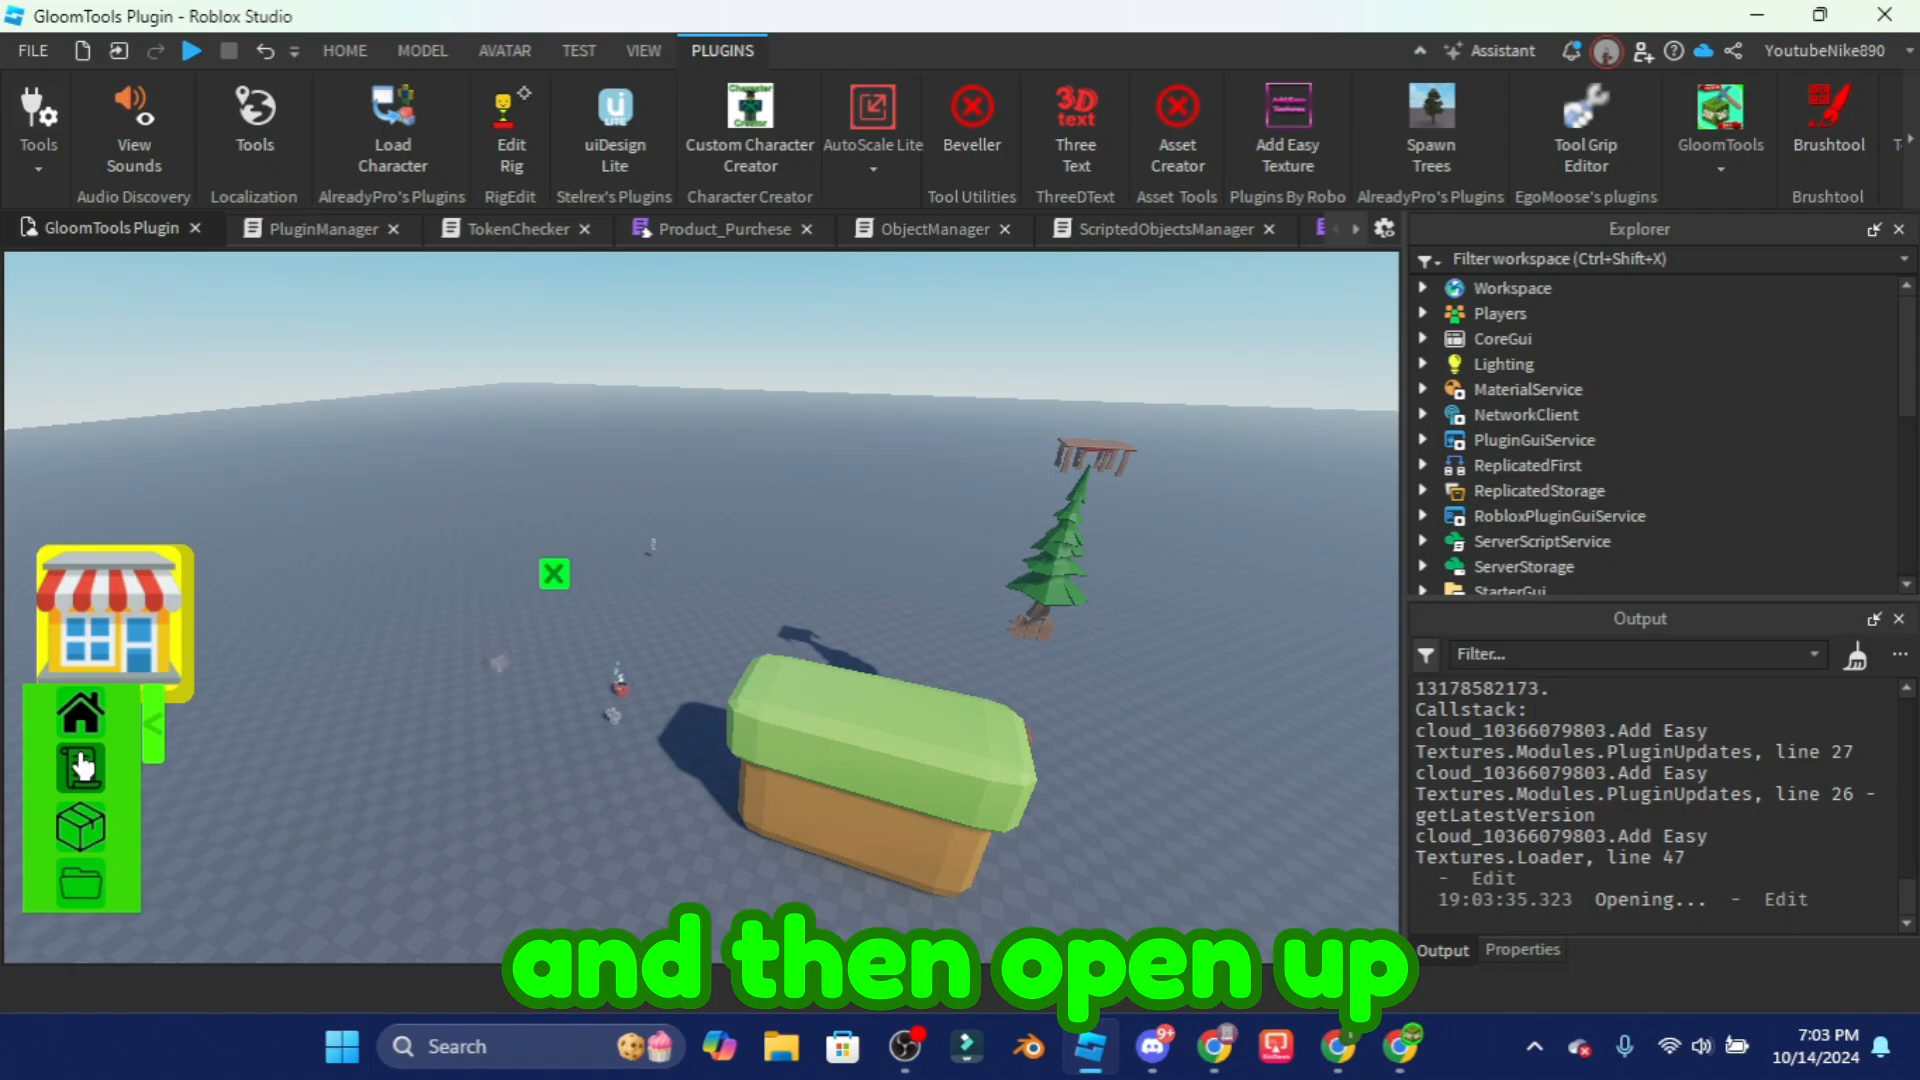 GloomTools Plugin - Roblox Studio
FILE HOME MODEL AVATAR TEST VIEW PLUGINS Assistant YoutubeNike890
Tools
View Sounds
Audio Discovery
Tools
Localization
Load Character
AlreadyPro's Plugins
Edit Rig
RigEdit
uiDesign Lite
Stelrex's Plugins
Custom Character Creator
Character Creator
AutoScale Lite
Beveller
Tool Utilities
3D text
Three Text
ThreeDText
Asset Creator
Asset Tools
Add Easy Texture
Plugins By Robo
Spawn Trees
AlreadyPro's Plugins
Tool Grip Editor
EgoMoose's plugins
GloomTools
Brushtool
Brushtool
GloomTools Plugin PluginManager TokenChecker Product_Purchese ObjectManager ScriptedObjectsManager
Explorer
Filter workspace (Ctrl+Shift+X)
Workspace
Players
CoreGui
Lighting
MaterialService
NetworkClient
PluginGuiService
ReplicatedFirst
ReplicatedStorage
RobloxPluginGuiService
ServerScriptService
ServerStorage
StarterGui
Output
Filter...
13178582173.
Callstack:
cloud_10366079803.Add Easy
Textures.Modules.PluginUpdates, line 27
cloud_10366079803.Add Easy
Textures.Modules.PluginUpdates, line 26 -
getLatestVersion
cloud_10366079803.Add Easy
Textures.Loader, line 47
- Edit
19:03:35.323 Opening... - Edit
Output Properties
X
<
and then open up
Search
9+
7:03 PM
10/14/2024